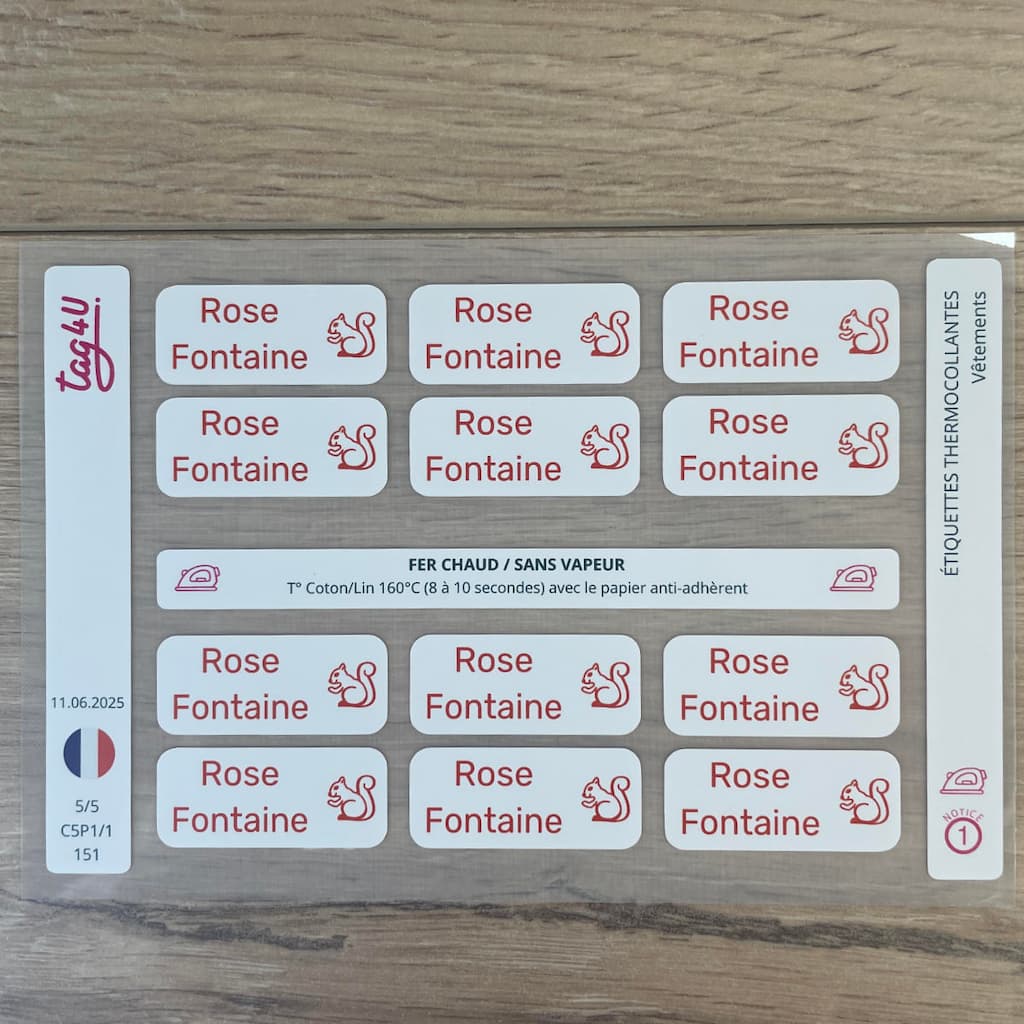 tag4U.
11.06.2025
5/5
C5P1/1
151
Rose
Fontaine
Rose
Fontaine
Rose
Fontaine
Rose
Fontaine
Rose
Fontaine
Rose
Fontaine
FER CHAUD / SANS VAPEUR
T° Coton/Lin 160°C (8 à 10 secondes) avec le papier anti-adhèrent
Rose
Fontaine
Rose
Fontaine
Rose
Fontaine
Rose
Fontaine
Rose
Fontaine
Rose
Fontaine
ÉTIQUETTES THERMOCOLLANTES
Vêtements
NOTICE
1